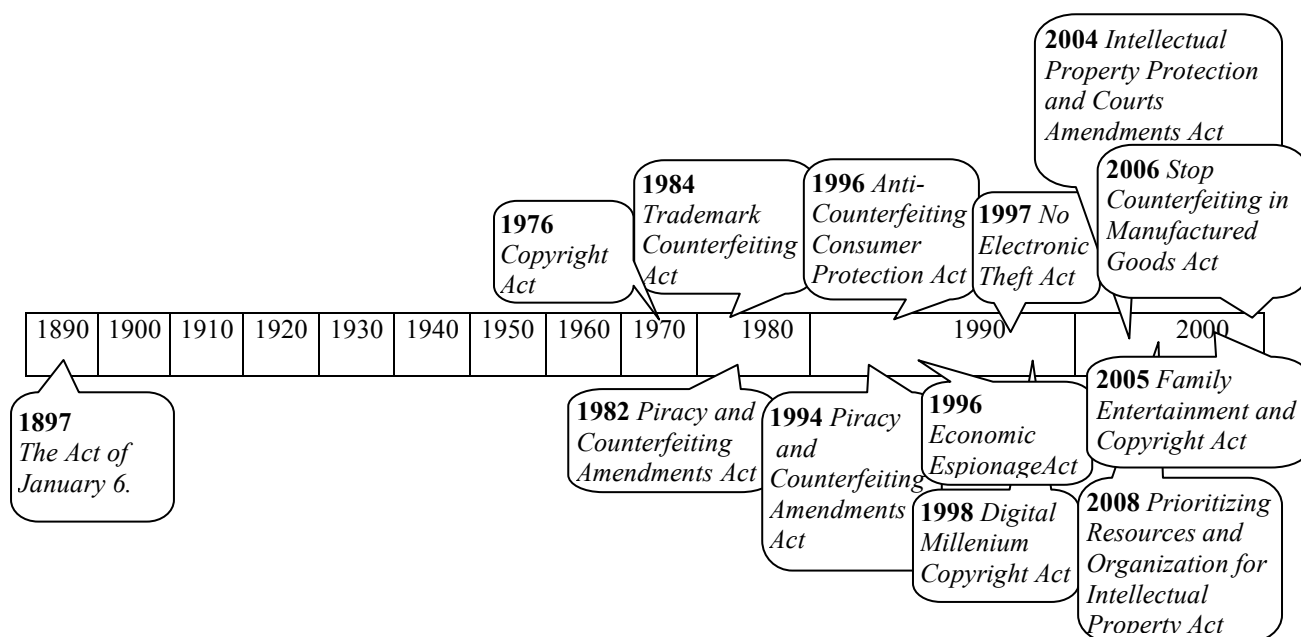 2004 Intellectual
Property Protection
and Courts
Amendments Act
2006 Stop
Counterfeiting in
Manufactured
Goods Act
1984
Trademark
Counterfeiting
Act
1996 Anti-
Counterfeiting
Consumer
Protection Act
1997 No
Electronic
Theft Act
1976
Copyright
Act
1890 1900 1910 1920 1930 1940 1950 1960 1970 1980 1990 2000
1897
The Act of
January 6.
1982 Piracy and
Counterfeiting
Amendments Act
1994 Piracy
and
Counterfeiting
Amendments
Act
1996
Economic
EspionageAct
1998 Digital
Millenium
Copyright Act
2005 Family
Entertainment and
Copyright Act
2008 Prioritizing
Resources and
Organization for
Intellectual
Property Act